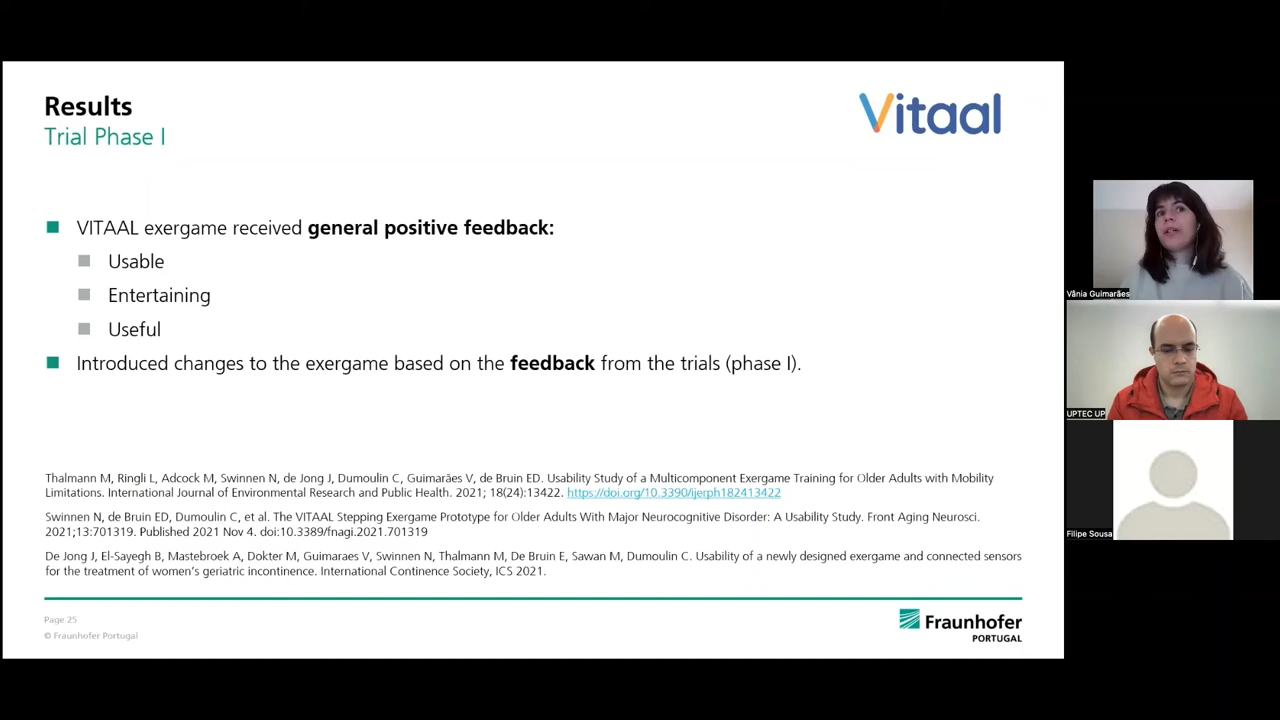 Results
Trial Phase I
Vitaal
VITAAL exergame received general positive feedback:
Usable
Entertaining
Useful
Introduced changes to the exergame based on the feedback from the trials (phase I).
Thalmann M, Ringli L, Adcock M, Swinnen N, de Jong J, Dumoulin C, Guimarães V, de Bruin ED. Usability Study of a Multicomponent Exergame Training for Older Adults with Mobility
Limitations. International Journal of Environmental Research and Public Health. 2021; 18(24):13422. https://doi.org/10.3390/ijerph182413422
Swinnen N, de Bruin ED, Dumoulin C, et al. The VITAAL Stepping Exergame Prototype for Older Adults With Major Neurocognitive Disorder: A Usability Study. Front Aging Neurosci.
2021;13:701319. Published 2021 Nov 4. doi:10.3389/fnagi.2021.701319
De Jong J, El-Sayegh B, Mastebroek A, Dokter M, Guimaraes V, Swinnen N, Thalmann M, De Bruin E, Sawan M, Dumoulin C. Usability of a newly designed exergame and connected sensors
for the treatment of women's geriatric incontinence. International Continence Society, ICS 2021.
Page 25
© Fraunhofer Portugal
Fraunhofer
PORTUGAL
Vânia Guimarães
UPTEC UP
Filipe Sousa